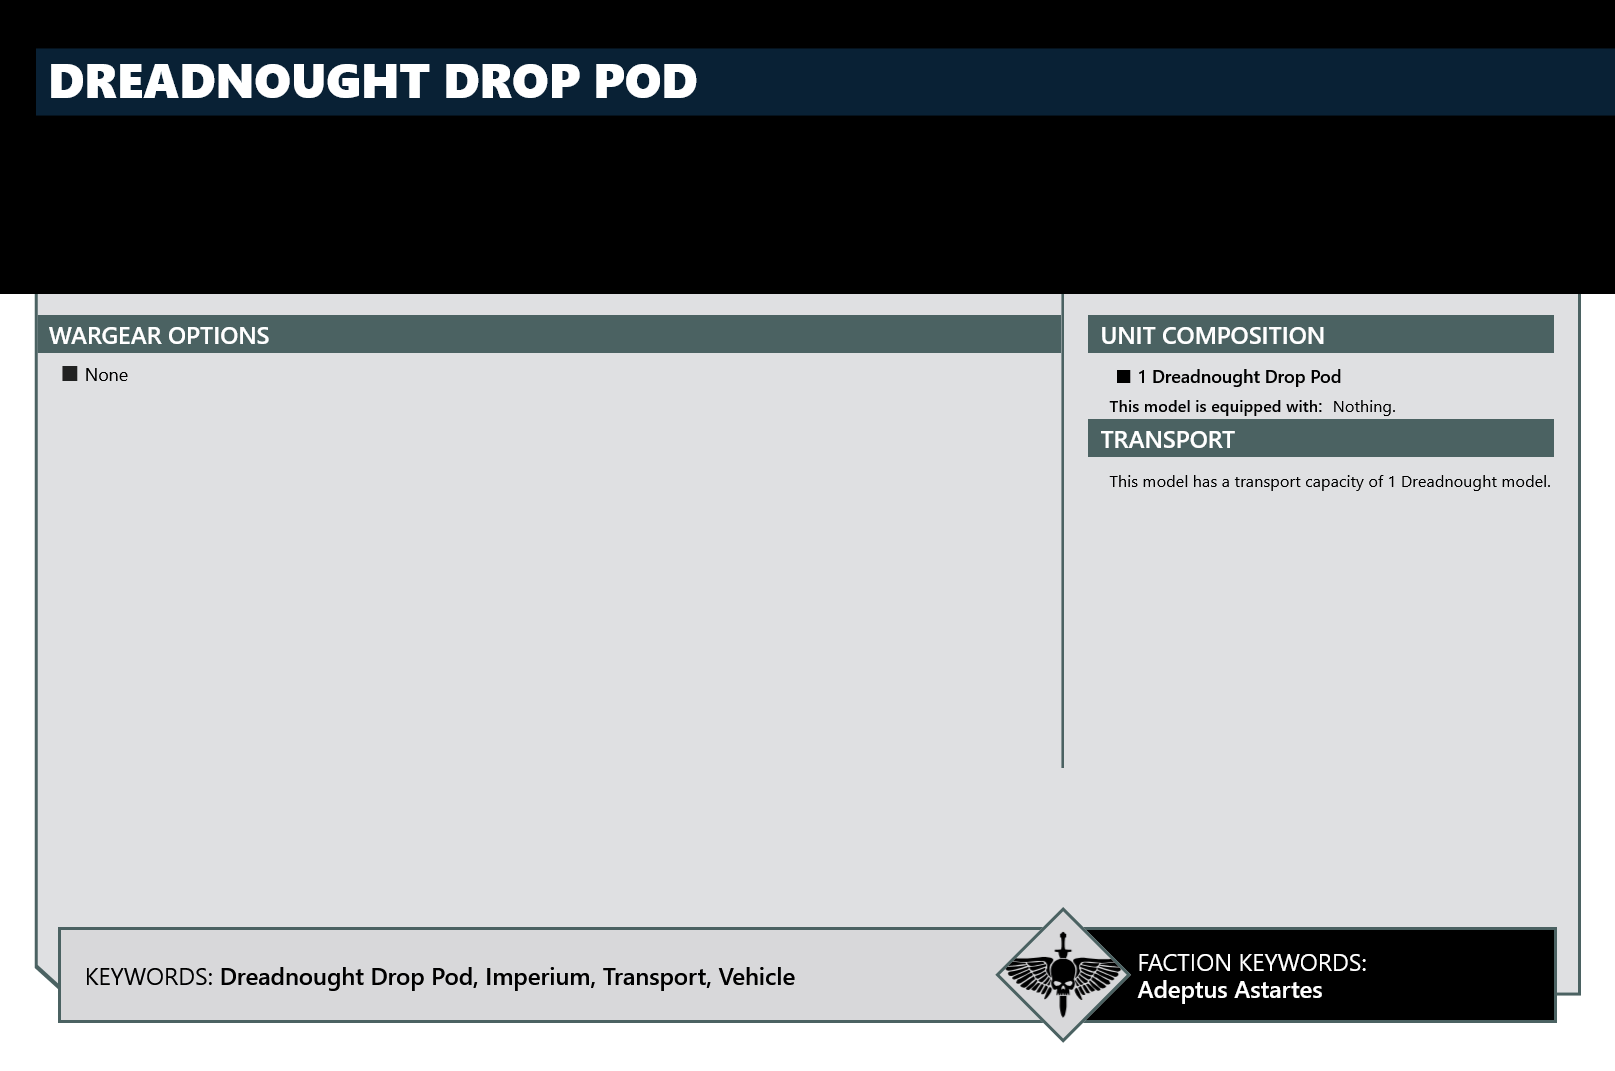 DREADNOUGHT DROP POD
WARGEAR OPTIONS
None
UNIT COMPOSITION
1 Dreadnought Drop Pod
This model is equipped with: Nothing.
TRANSPORT
This model has a transport capacity of 1 Dreadnought model.
KEYWORDS: Dreadnought Drop Pod, Imperium, Transport, Vehicle
FACTION KEYWORDS:
Adeptus Astartes